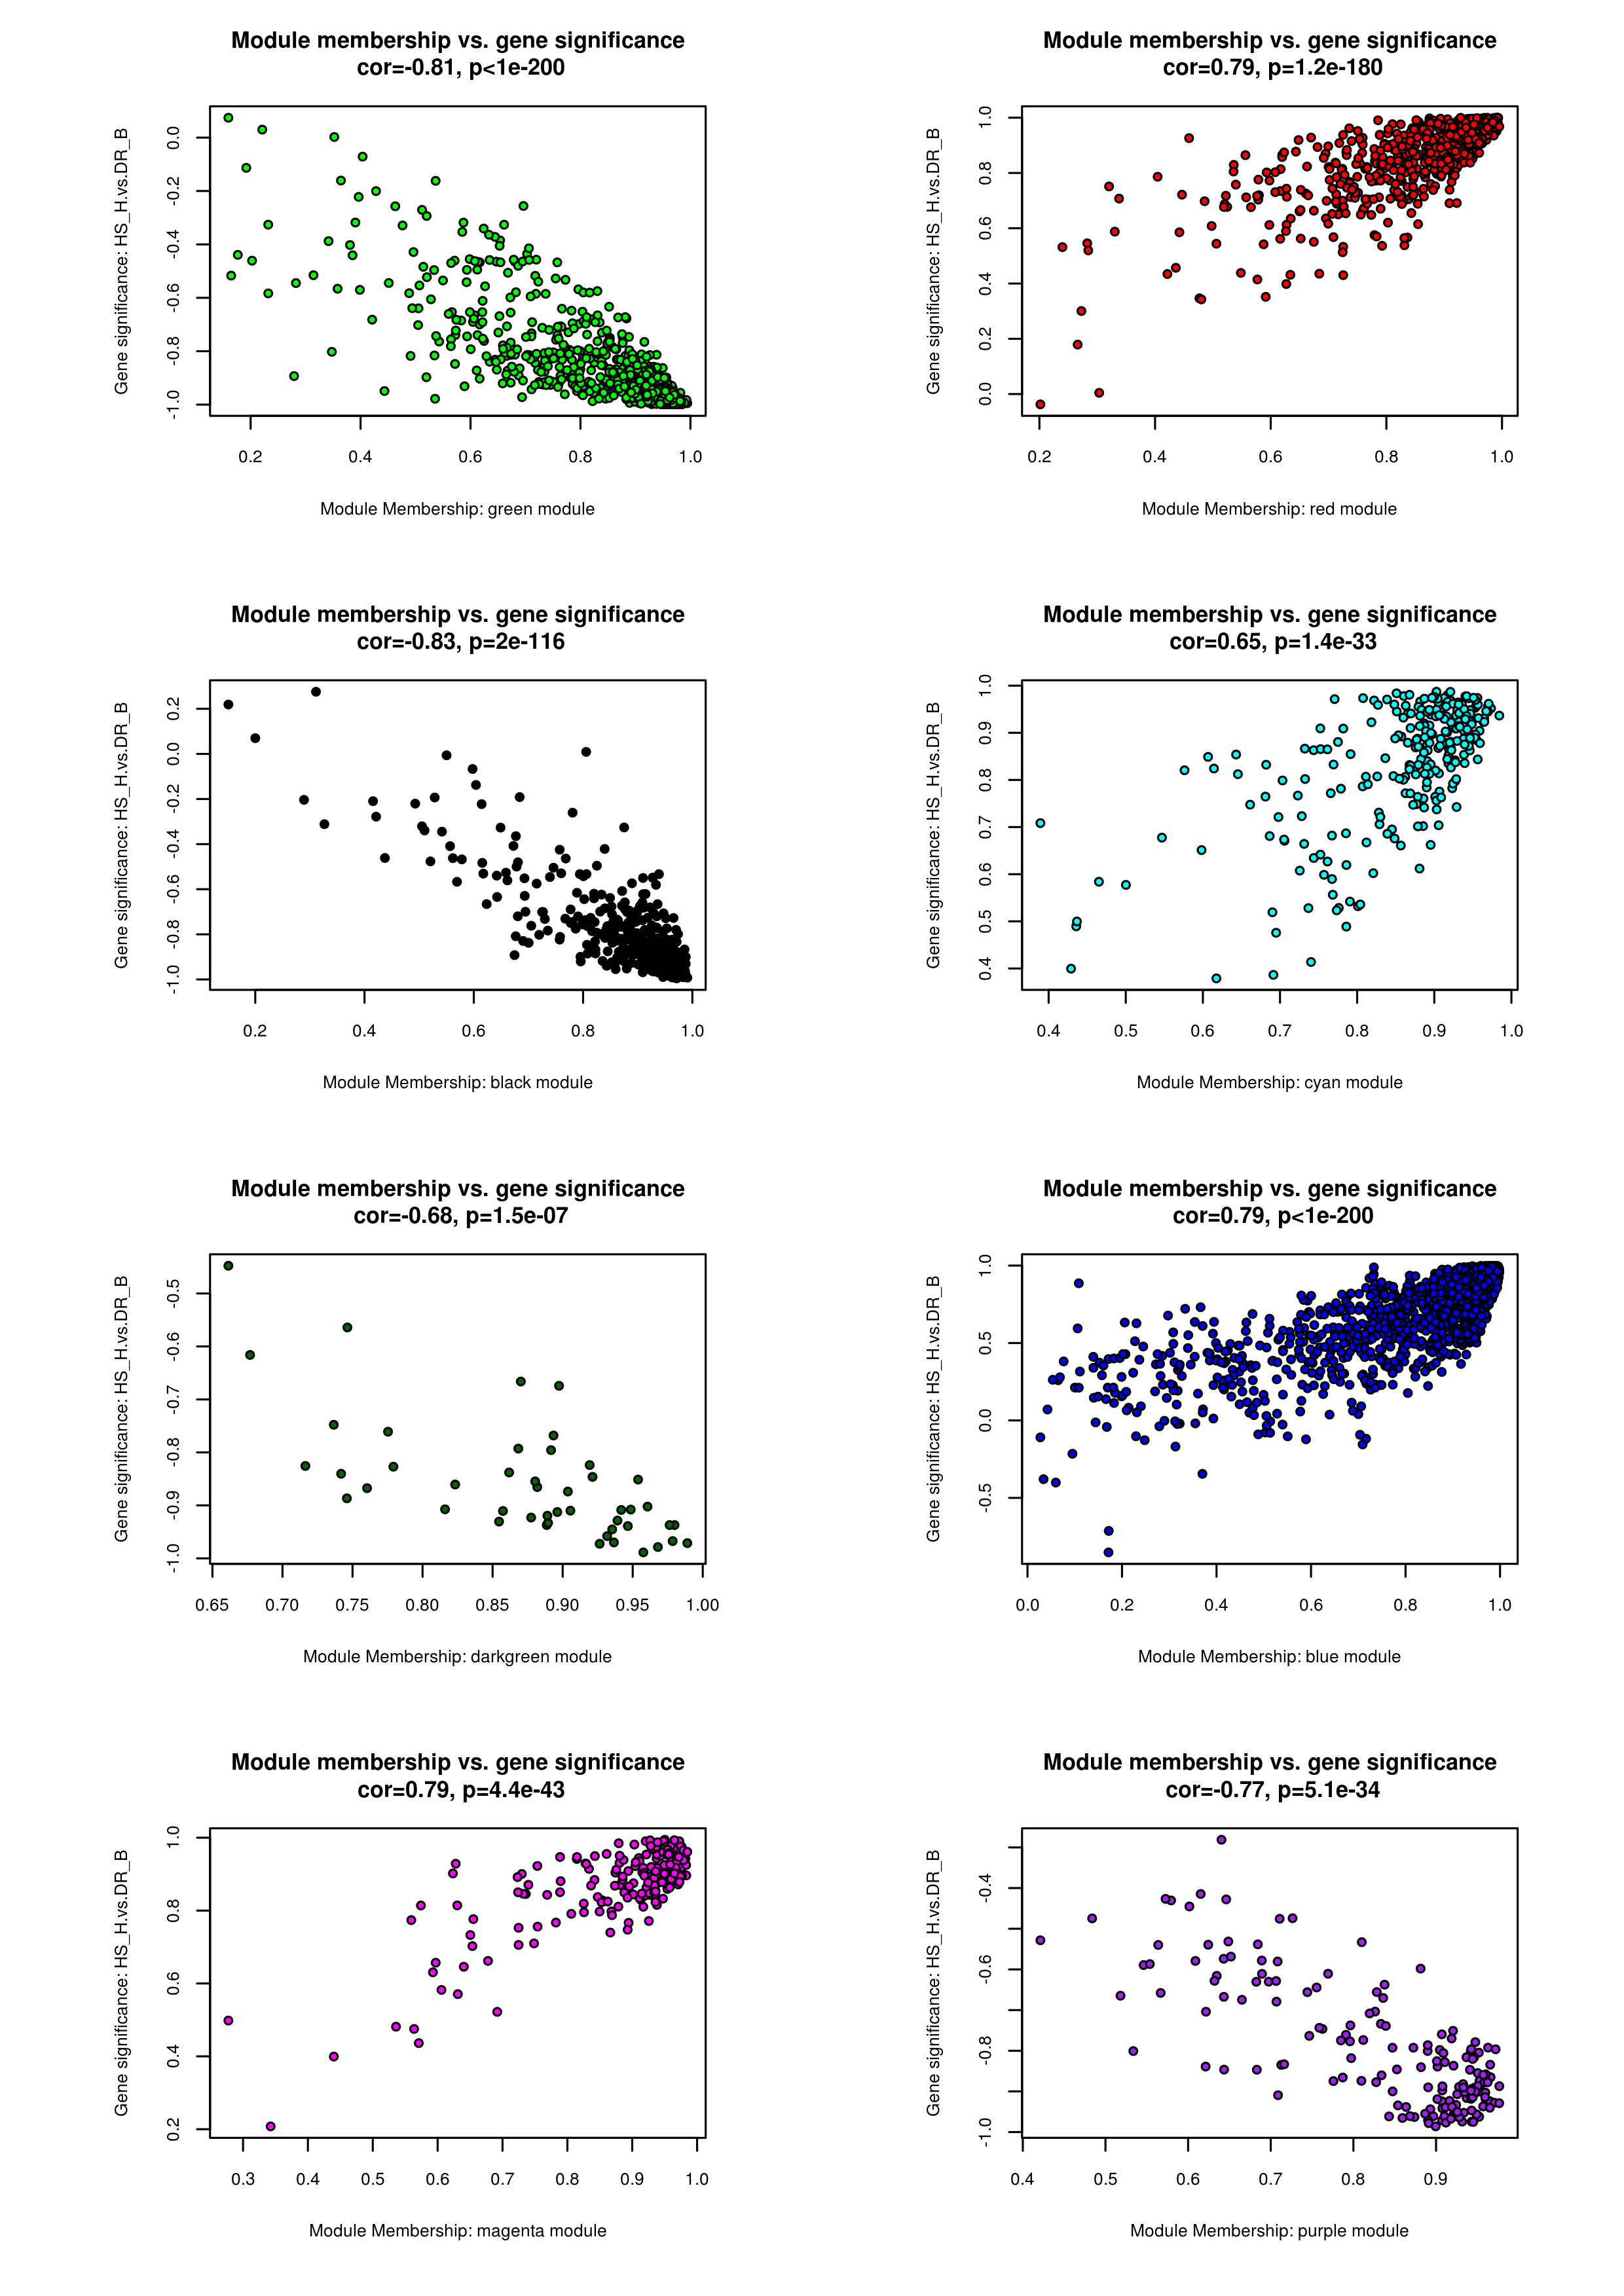 Module membership vs. gene significance
cor=-0.81, p<1e-200
Gene significance: HS_H.vs.DR_B
0.0
-0.2
-0.4
-0.6
-0.8
-1.0
0.2 0.4 0.6 0.8 1.0
Module Membership: green module
Module membership vs. gene significance
cor=0.79, p=1.2e-180
Gene significance: HS_H.vs.DR_B
1.0
0.8
0.6
0.4
0.2
0.0
0.2 0.4 0.6 0.8 1.0
Module Membership: red module
Module membership vs. gene significance
cor=-0.83, p=2e-116
Gene significance: HS_H.vs.DR_B
0.2
0.0
-0.2
-0.4
-0.6
-0.8
-1.0
0.2 0.4 0.6 0.8 1.0
Module Membership: black module
Module membership vs. gene significance
cor=0.65, p=1.4e-33
Gene significance: HS_H.vs.DR_B
1.0
0.9
0.8
0.7
0.6
0.5
0.4
0.4 0.5 0.6 0.7 0.8 0.9 1.0
Module Membership: cyan module
Module membership vs. gene significance
cor=-0.68, p=1.5e-07
Gene significance: HS_H.vs.DR_B
-0.5
-0.6
-0.7
-0.8
-0.9
-1.0
0.65 0.70 0.75 0.80 0.85 0.90 0.95 1.00
Module Membership: darkgreen module
Module membership vs. gene significance
cor=0.79, p<1e-200
Gene significance: HS_H.vs.DR_B
1.0
0.5
0.0
-0.5
0.0 0.2 0.4 0.6 0.8 1.0
Module Membership: blue module
Module membership vs. gene significance
cor=0.79, p=4.4e-43
Gene significance: HS_H.vs.DR_B
1.0
0.8
0.6
0.4
0.2
0.3 0.4 0.5 0.6 0.7 0.8 0.9 1.0
Module Membership: magenta module
Module membership vs. gene significance
cor=-0.77, p=5.1e-34
Gene significance: HS_H.vs.DR_B
-0.4
-0.6
-0.8
-1.0
0.4 0.5 0.6 0.7 0.8 0.9
Module Membership: purple module